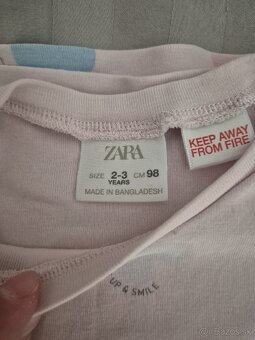 ZARA
SIZE 2-3 YEARS CM 98
MADE IN BANGLADESH
KEEP AWAY
FROM FIRE
UP & SMILE